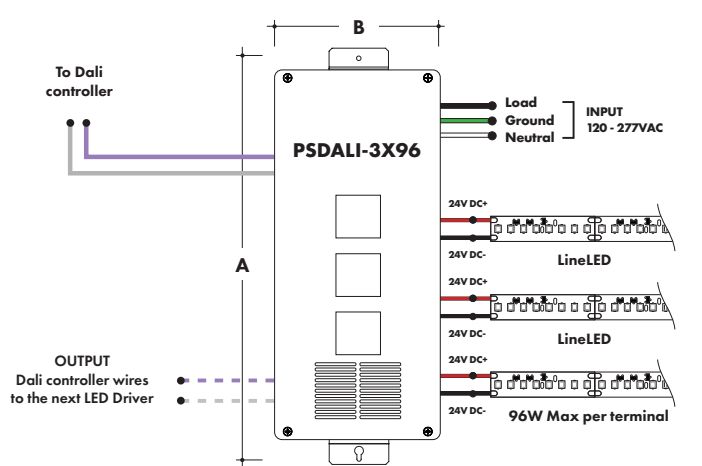 B
To Dali
controller
Load
Ground
Neutral
INPUT
120 - 277VAC
PSDALI-3X96
24V DC+
24V DC-
LineLED
A
24V DC+
24V DC-
LineLED
24V DC+
24V DC-
96W Max per terminal
OUTPUT
Dali controller wires
to the next LED Driver